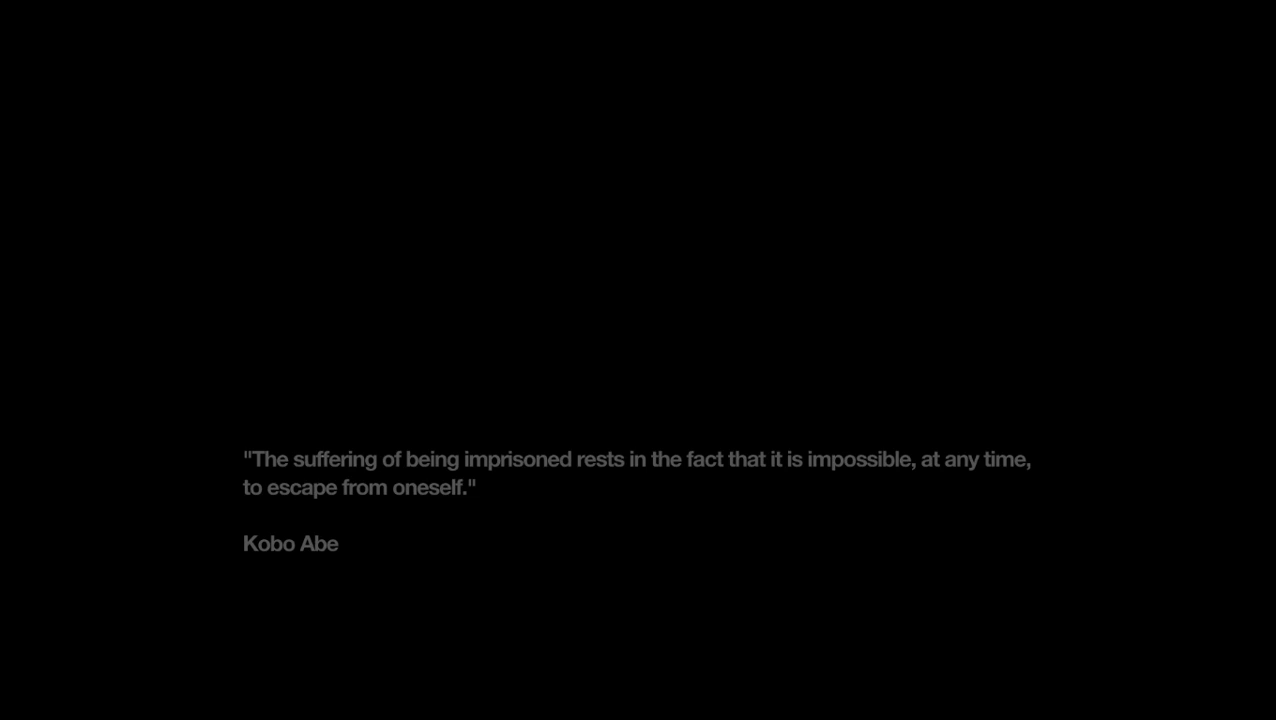 "The suffering of being imprisoned rests in the fact that it is impossible, at any time,
to escape from oneself."
Kobo Abe